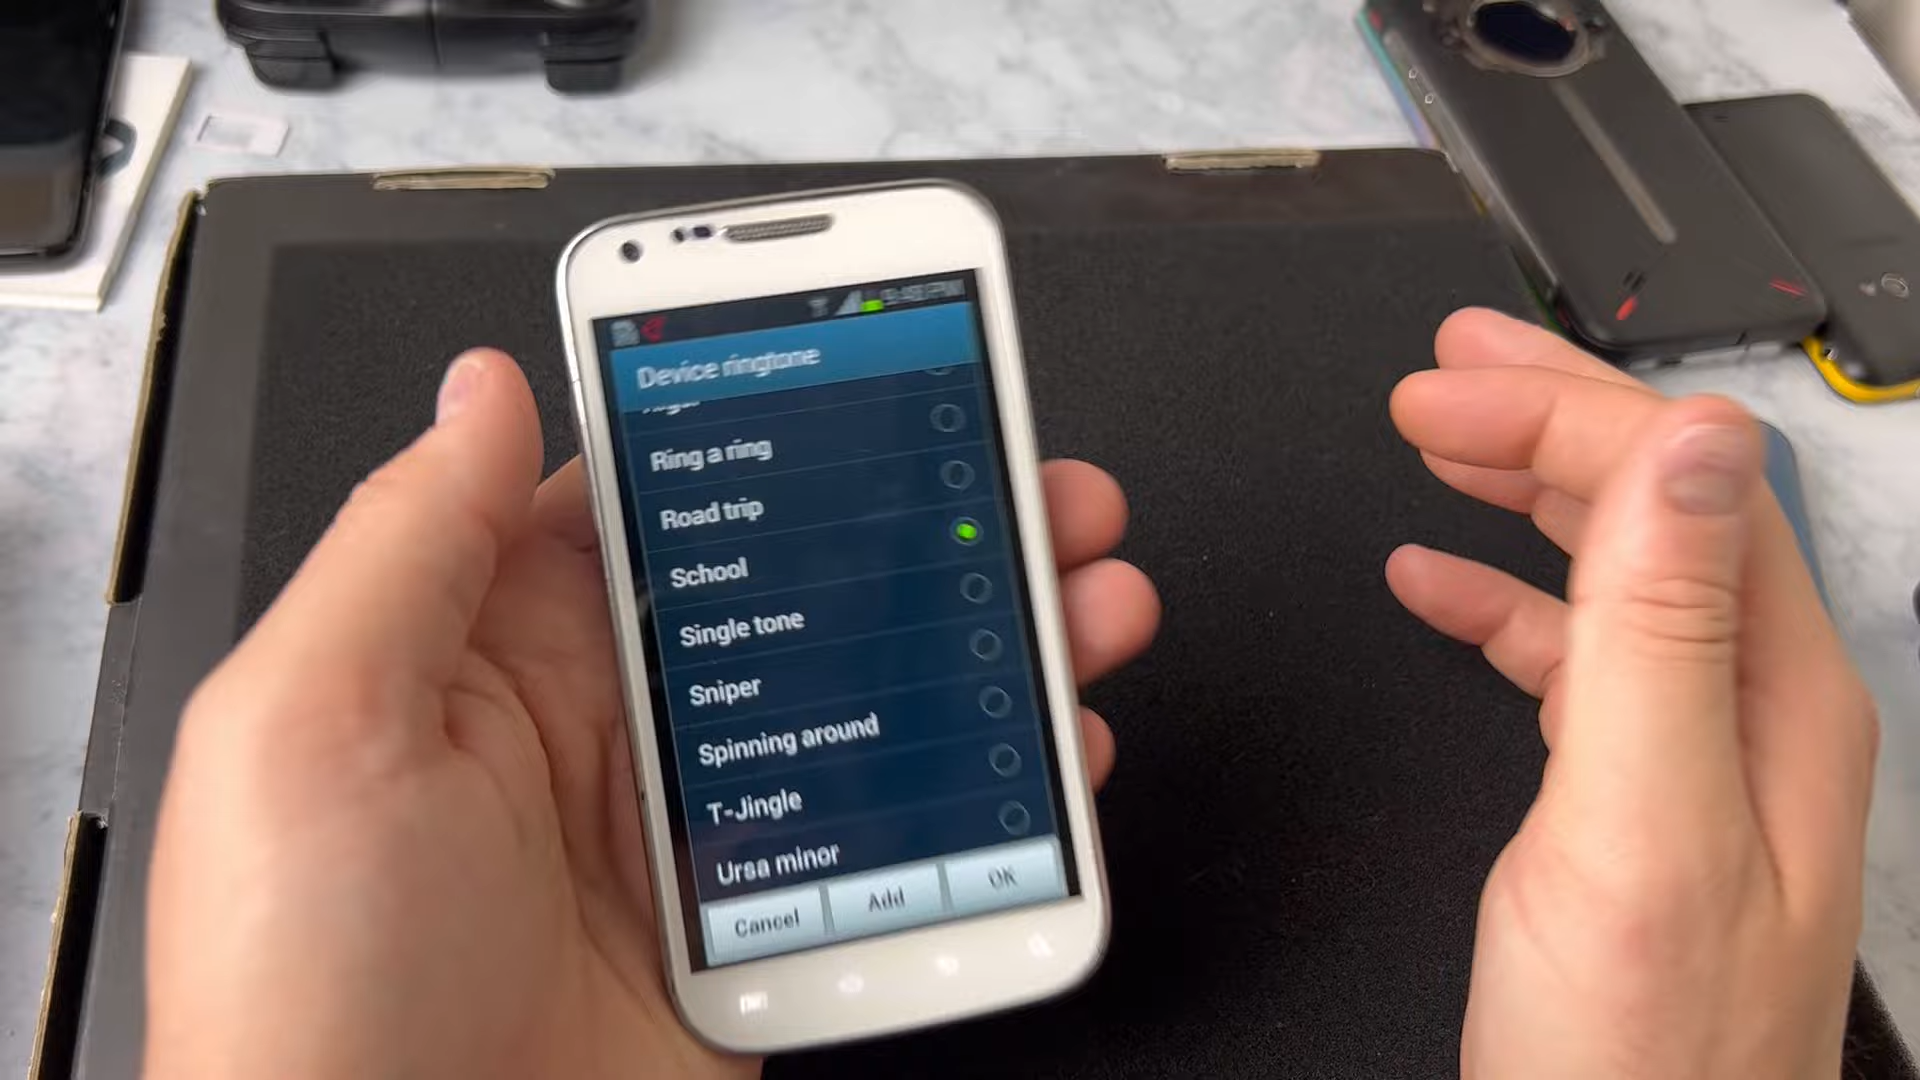 Device ringtone
Ring a ring
Road trip
School
Single tone
Sniper
Spinning around
T-Jingle
Ursa minor
Cancel
Add
OK